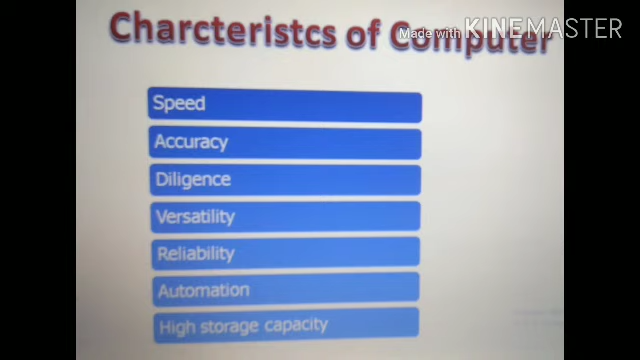 Charcteristcs of Computer
Made with KINEMASTER
Speed
Accuracy
Diligence
Versatility
Reliability
Automation
High storage capacity